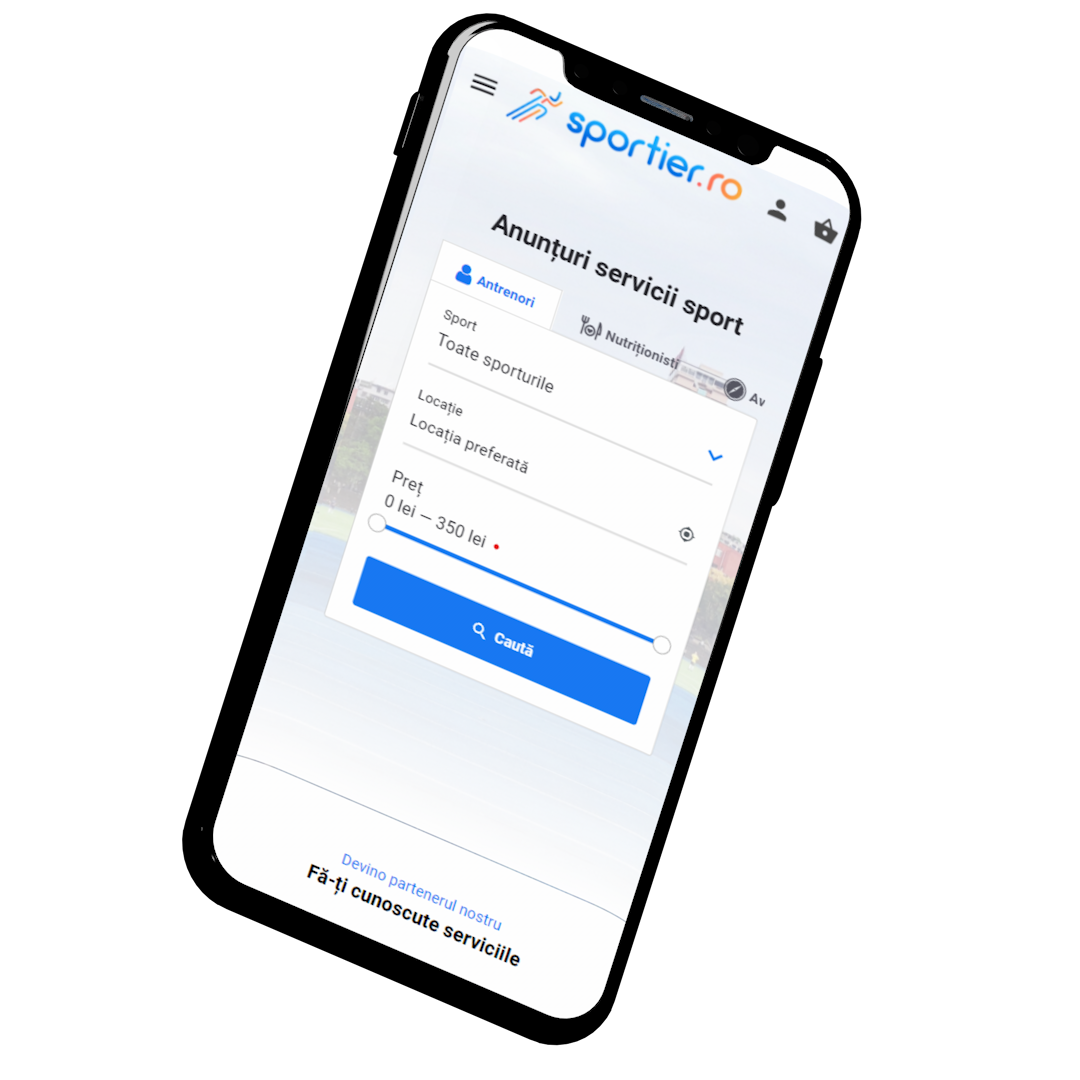 sportier.ro
Anunțuri servicii sport
Antrenori
Nutriționisti
Av
Sport
Toate sporturile
Locație
Locația preferată
Preț
0 lei – 350 lei
Caută
Devino partenerul nostru
Fă-ți cunoscute serviciile